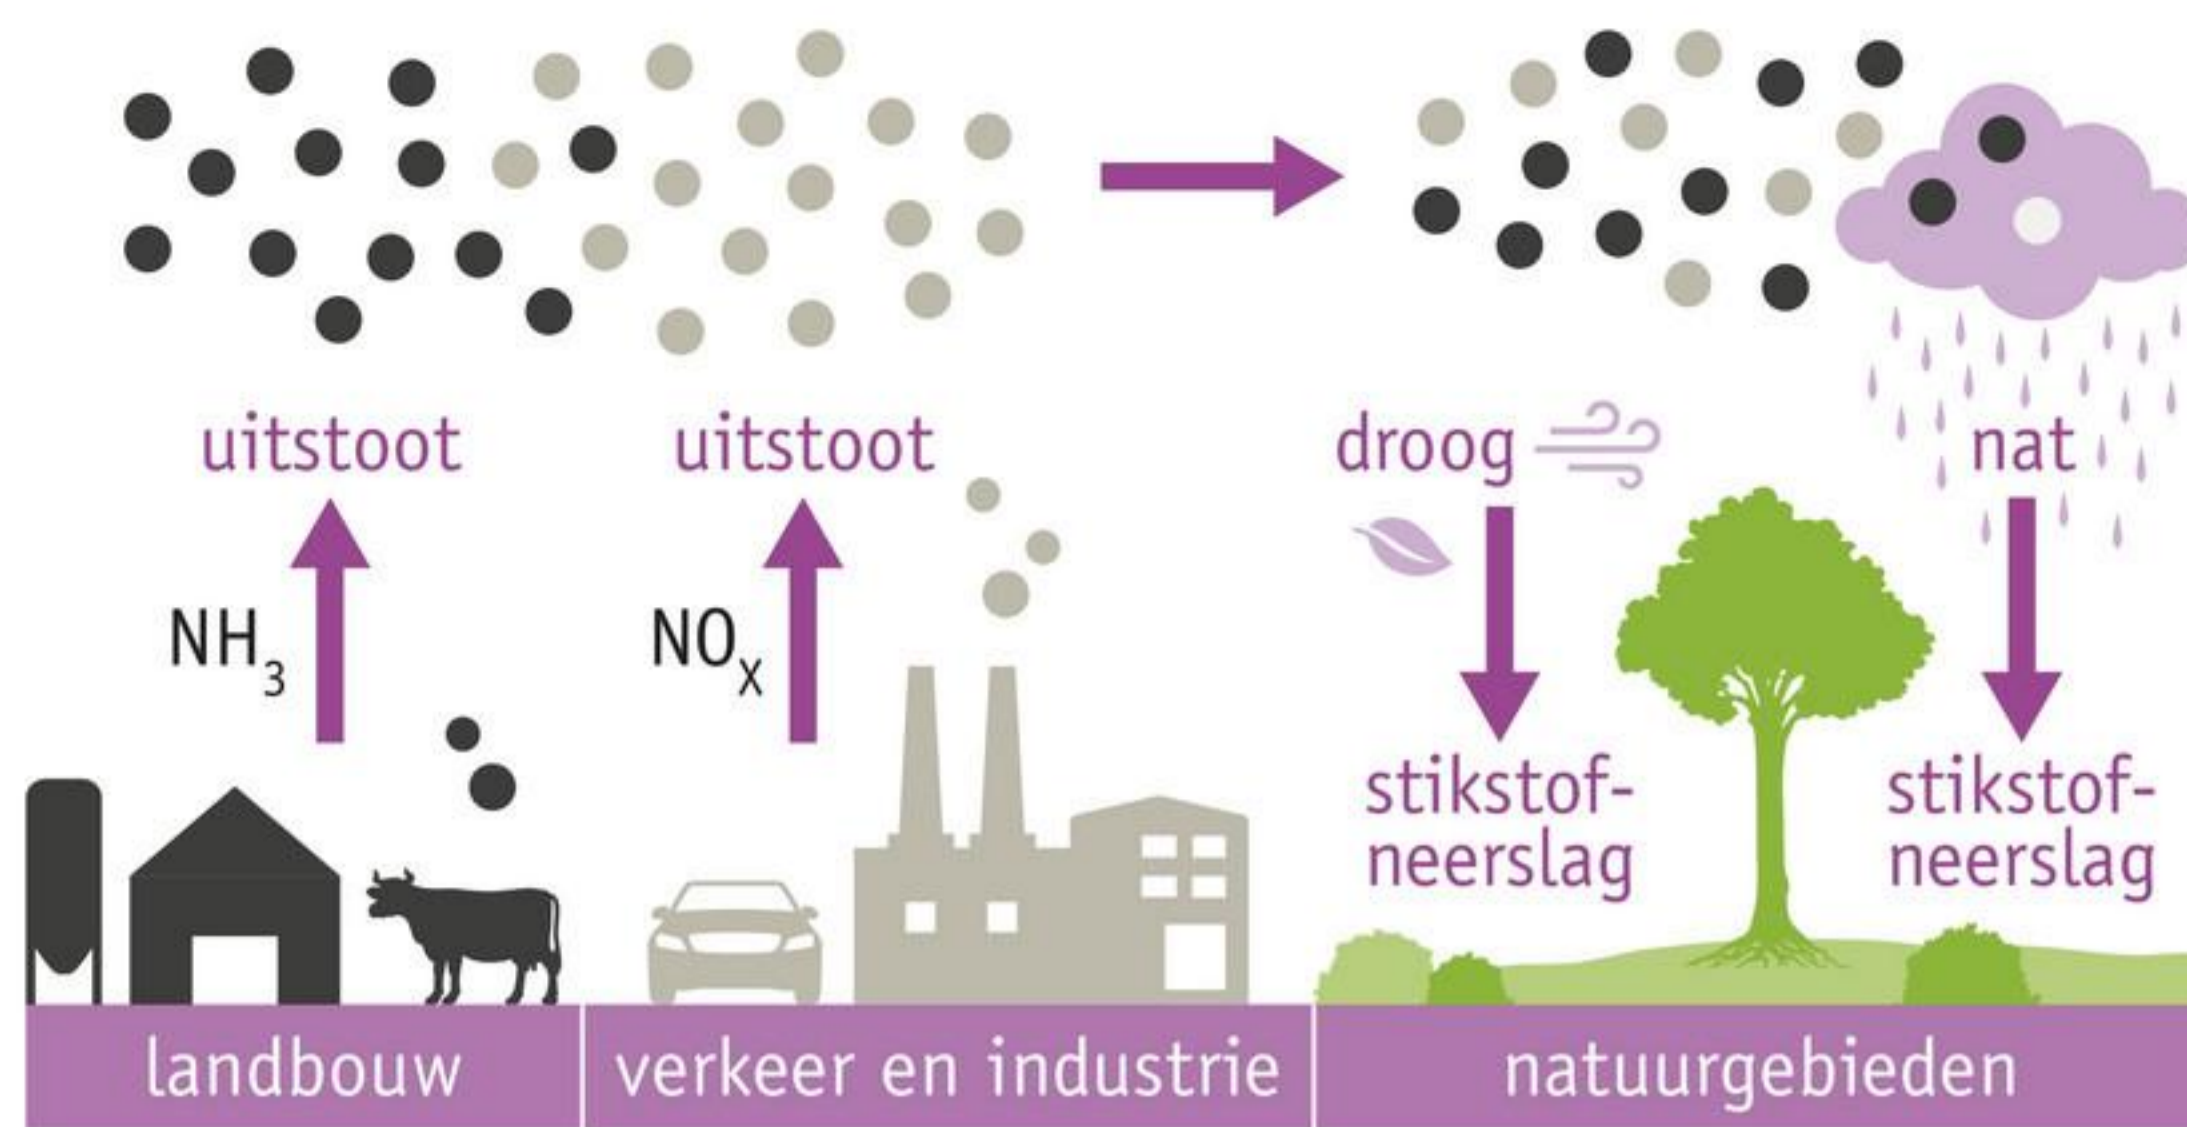 uitstoot
uitstoot
droog
nat
NH₃
NOₓ
stikstof-
neerslag
stikstof-
neerslag
landbouw
verkeer en industrie
natuurgebieden